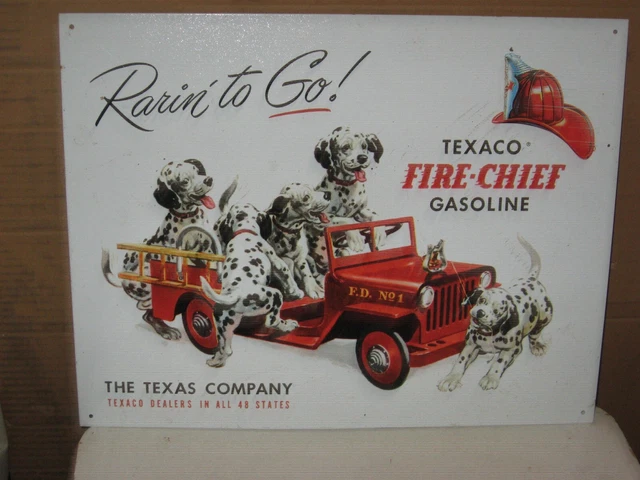 Rarin' to Go!
TEXACO®
FIRE-CHIEF
GASOLINE
F.D. No 1
THE TEXAS COMPANY
TEXACO DEALERS IN ALL 48 STATES